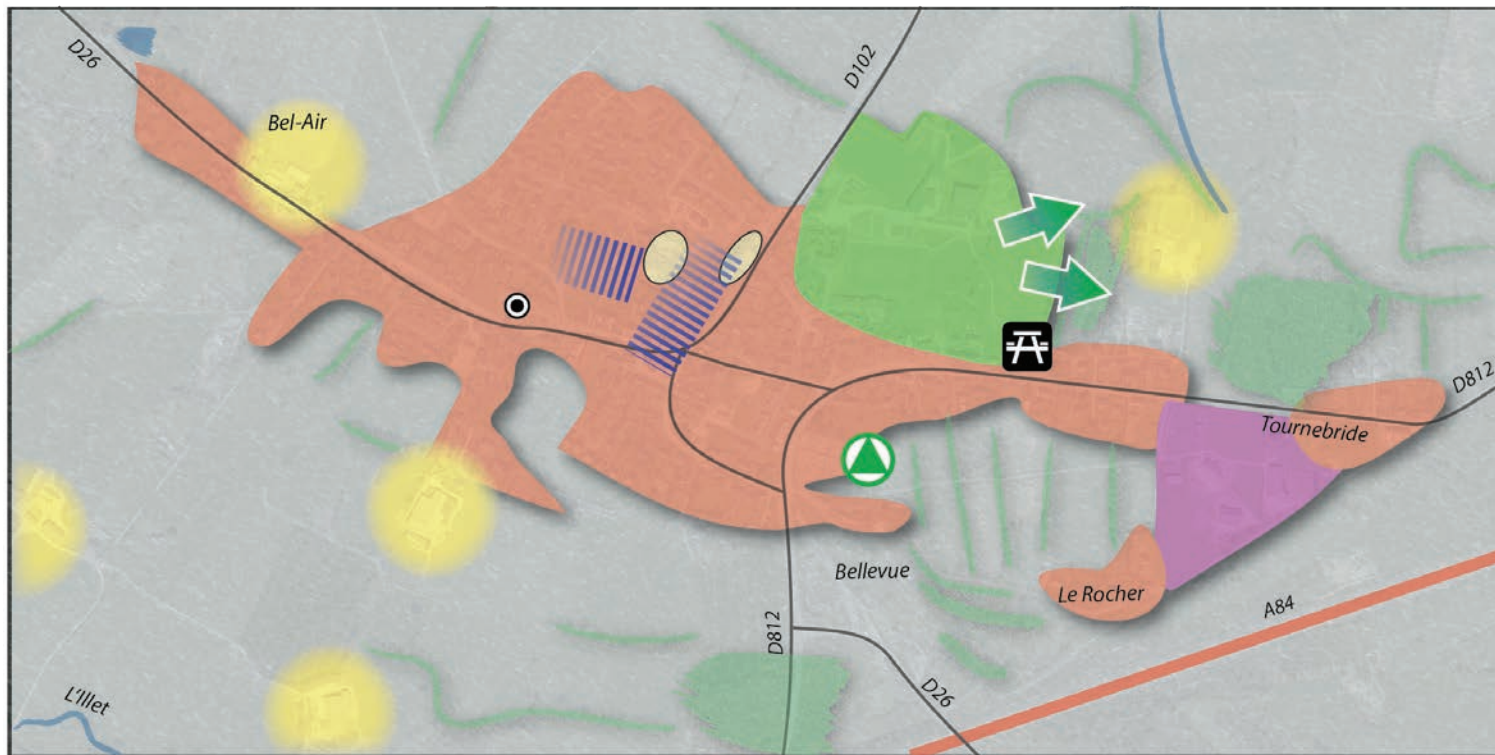 D26
D102
Bel-Air
D812
Tournebride
Bellevue
Le Rocher
A84
D812
D26
L'Illet